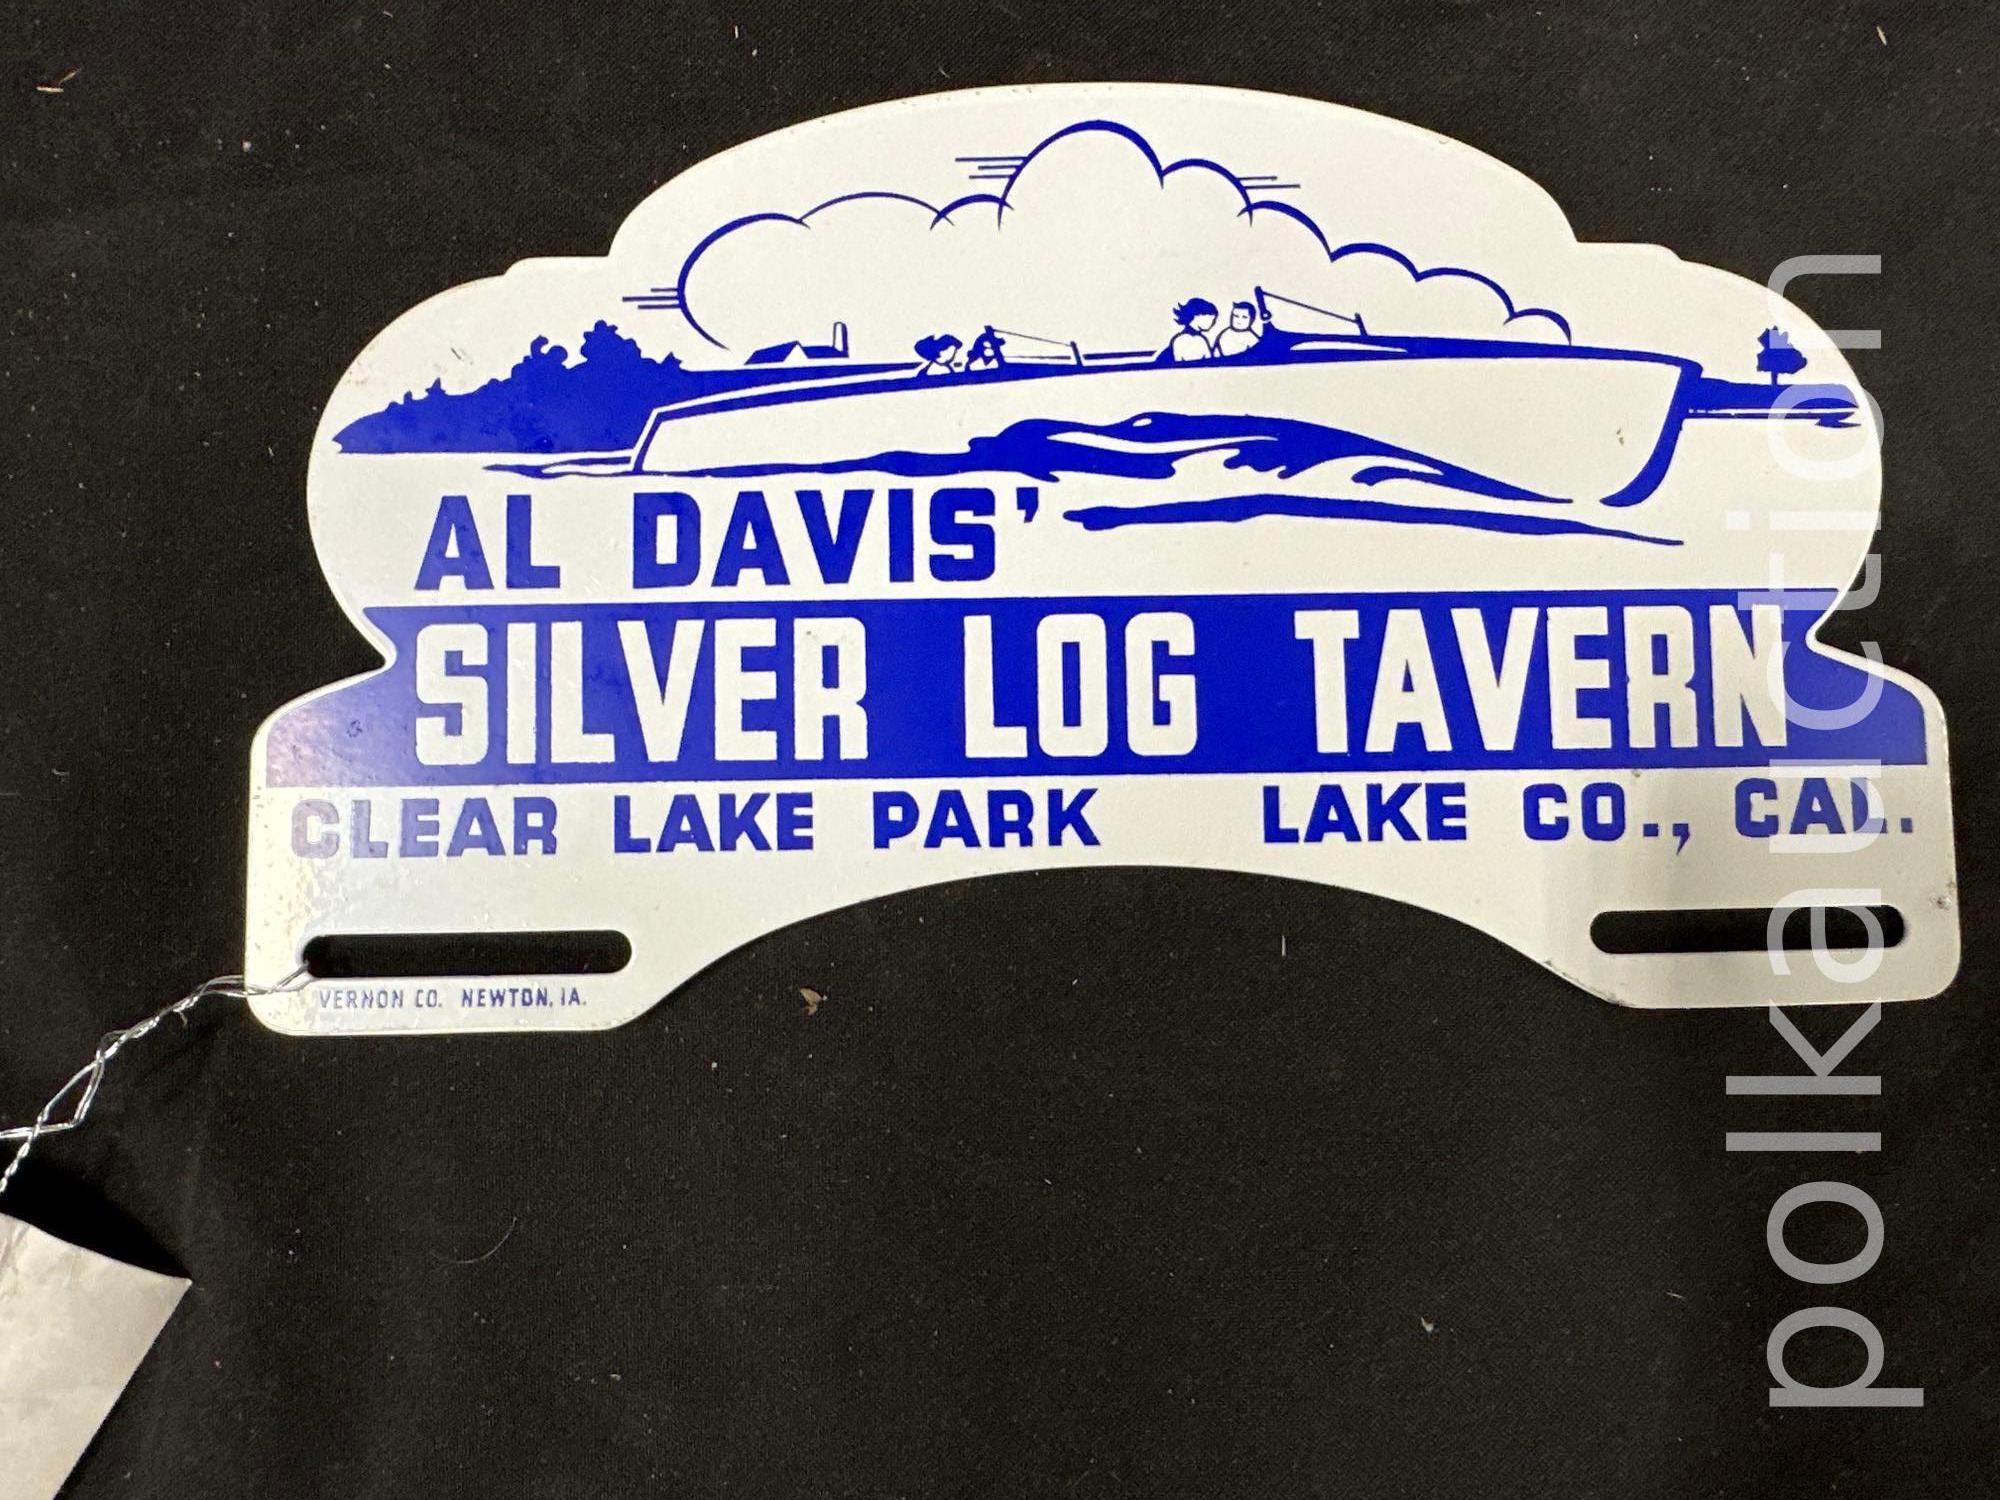 AL DAVIS'
SILVER LOG TAVERN
CLEAR LAKE PARK LAKE CO., CAL.
VERNON CO. NEWTON, IA.
polkauction